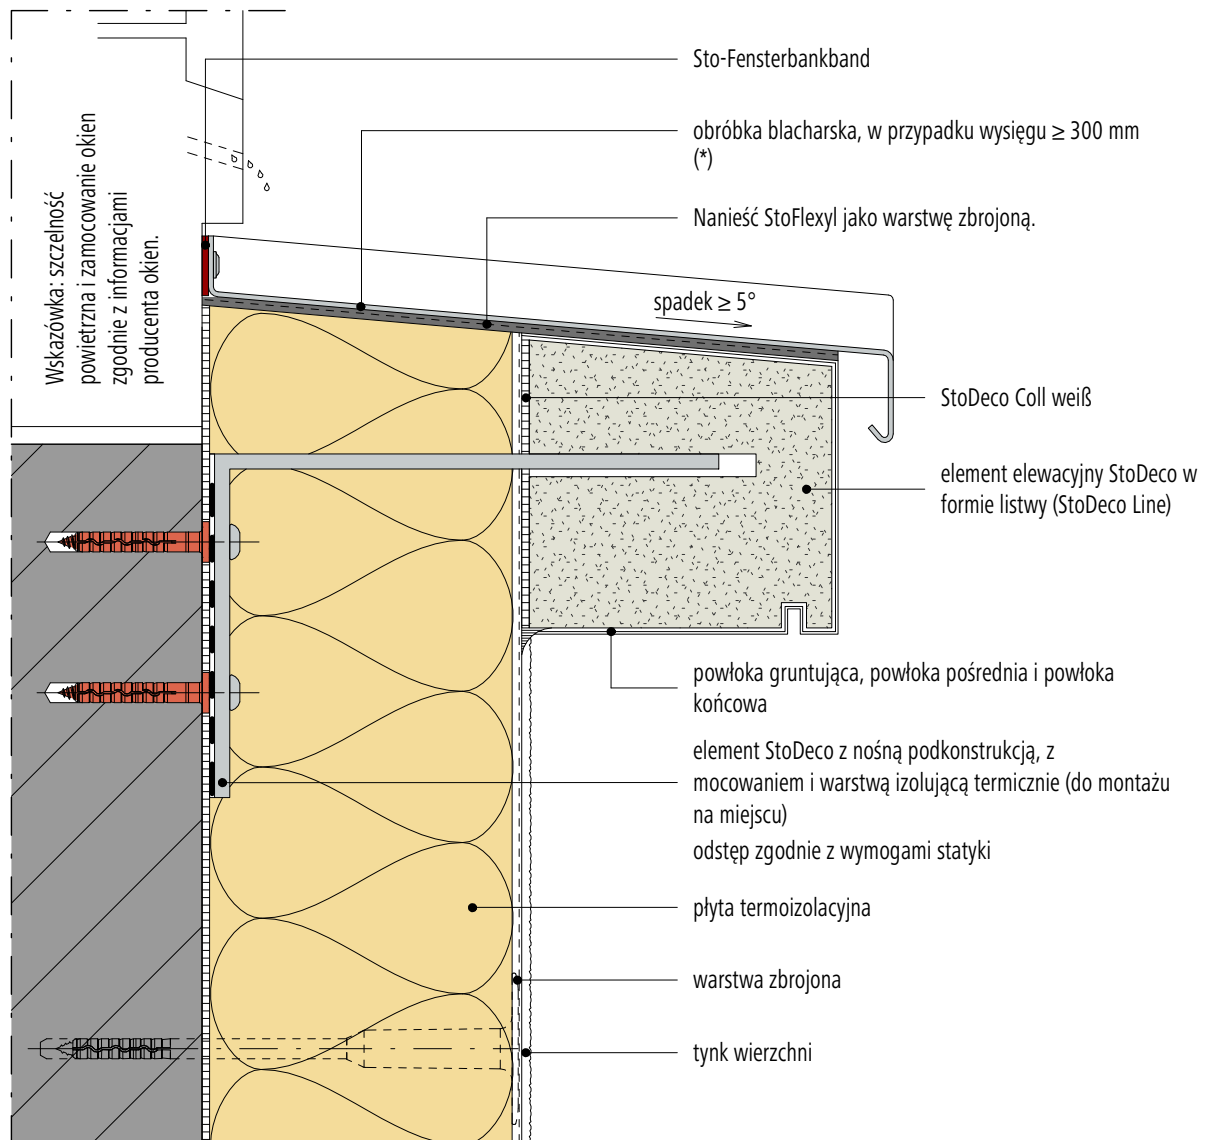 Sto-Fensterbankband
obróbka blacharska, w przypadku wysięgu ≥ 300 mm
(*)
Nanieść StoFlexyl jako warstwę zbrojoną.
Wskazówka: szczelność
powietrzna i zamocowanie okien
zgodnie z informacjami
producenta okien.
spadek ≥ 5°
StoDeco Coll weiß
element elewacyjny StoDeco w
formie listwy (StoDeco Line)
powłoka gruntująca, powłoka pośrednia i powłoka
końcowa
element StoDeco z nośną podkonstrukcją, z
mocowaniem i warstwą izolującą termicznie (do montażu
na miejscu)
odstęp zgodnie z wymogami statyki
płyta termoizolacyjna
warstwa zbrojona
tynk wierzchni